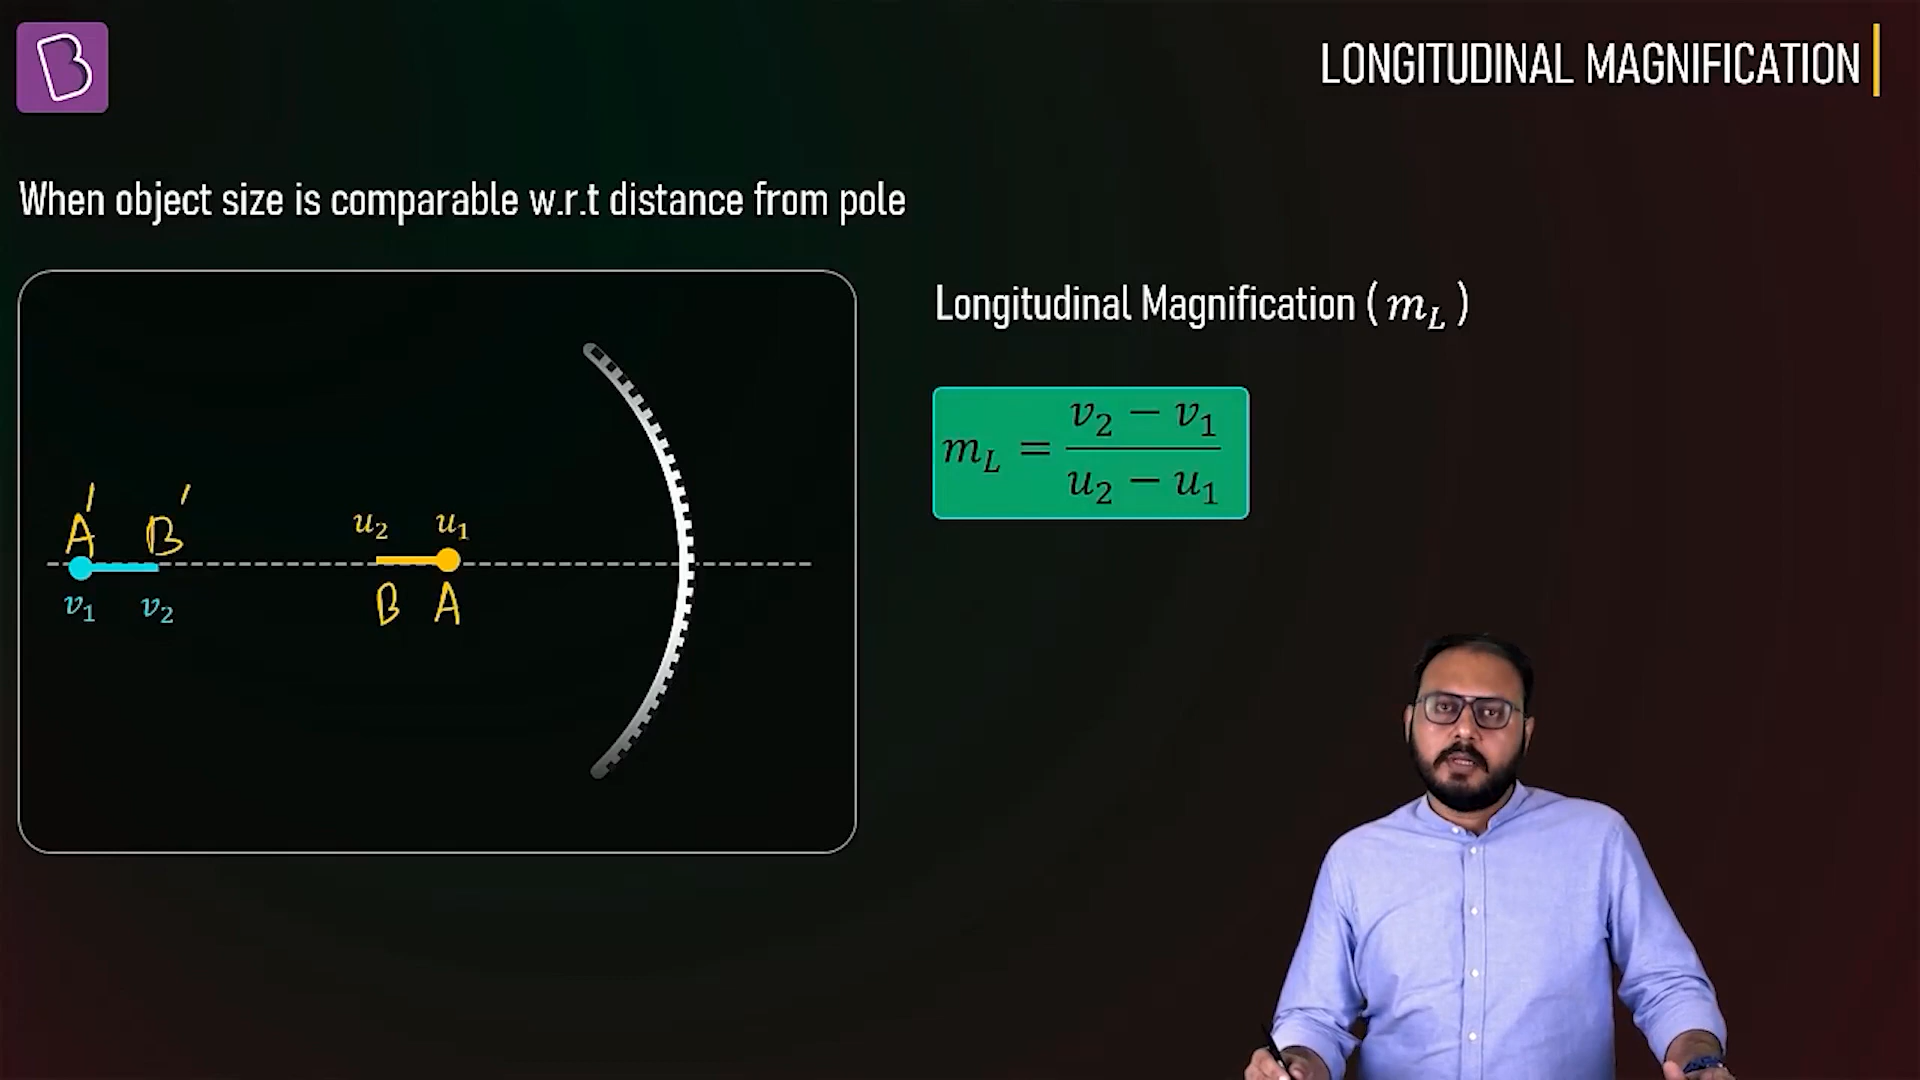 B
LONGITUDINAL MAGNIFICATION
When object size is comparable w.r.t distance from pole
Longitudinal Magnification ( m_L )
m_L = \frac{v_2 − v_1}{u_2 − u_1}
A' B'
u_2 u_1
v_1 v_2
B A